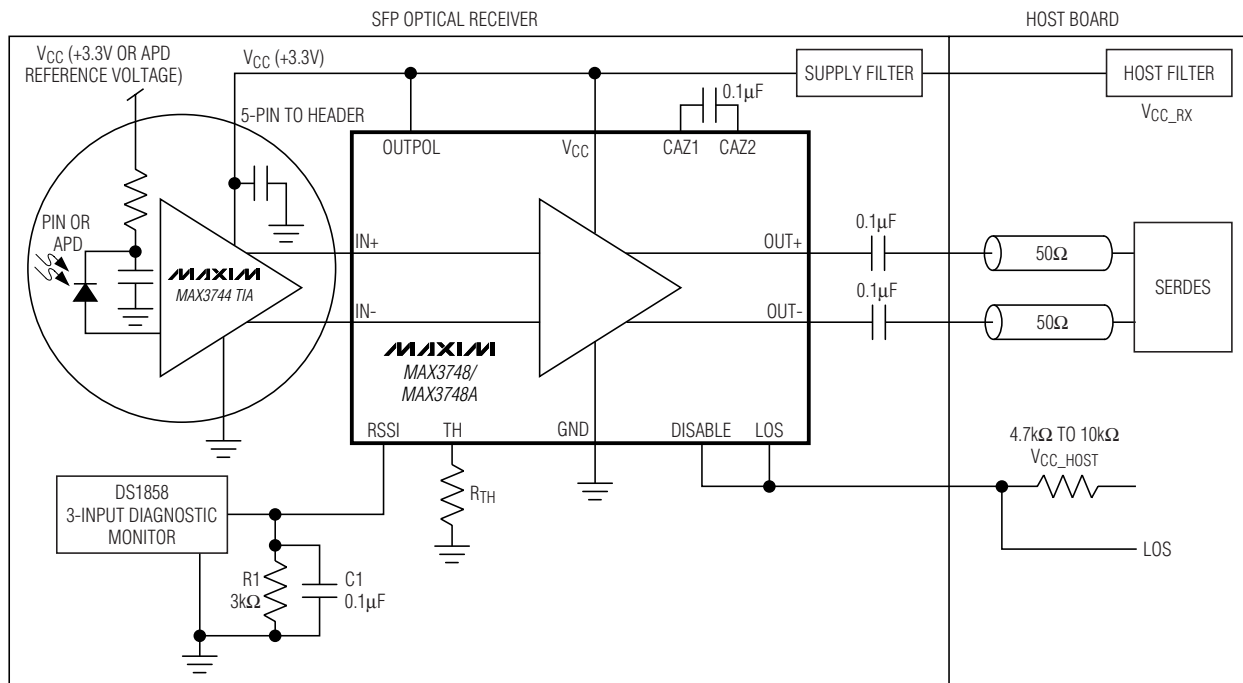 SFP OPTICAL RECEIVER
HOST BOARD
VCC (+3.3V OR APD
REFERENCE VOLTAGE)
VCC (+3.3V)
SUPPLY FILTER
HOST FILTER
VCC_RX
0.1μF
5-PIN TO HEADER
OUTPOL
VCC
CAZ1
CAZ2
PIN OR
APD
MAXIM
MAX3744 TIA
IN+
IN-
OUT+
OUT-
0.1μF
0.1μF
50Ω
50Ω
SERDES
MAXIM
MAX3748/
MAX3748A
RSSI
TH
GND
DISABLE
LOS
4.7kΩ TO 10kΩ
VCC_HOST
LOS
RTH
DS1858
3-INPUT DIAGNOSTIC
MONITOR
R1
3kΩ
C1
0.1μF